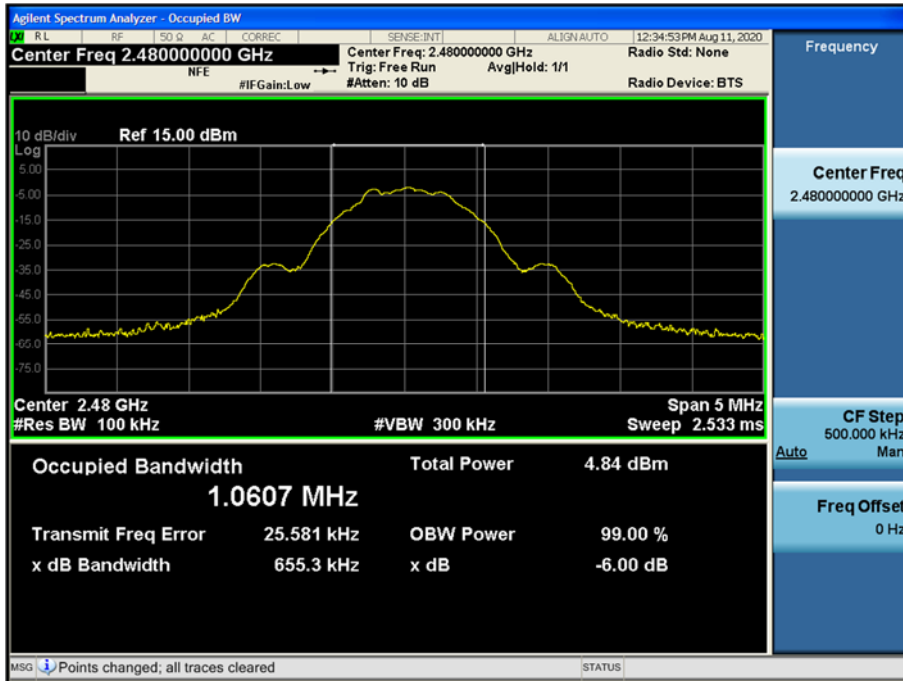 Agilent Spectrum Analyzer - Occupied BW
LXI RL RF 50 Ω AC CORREC SENSE:INT ALIGN AUTO 12:34:53 PM Aug 11, 2020
Center Freq 2.480000000 GHz
NFE
#IFGain:Low
Center Freq: 2.480000000 GHz
Trig: Free Run Avg|Hold: 1/1
#Atten: 10 dB
Radio Std: None
Radio Device: BTS
Frequency
10 dB/div Ref 15.00 dBm
Log
5.00
-5.00
-15.0
-25.0
-35.0
-45.0
-55.0
-65.0
-75.0
Center 2.48 GHz Span 5 MHz
#Res BW 100 kHz #VBW 300 kHz Sweep 2.533 ms
Occupied Bandwidth Total Power 4.84 dBm
1.0607 MHz
Transmit Freq Error 25.581 kHz OBW Power 99.00 %
x dB Bandwidth 655.3 kHz x dB -6.00 dB
Center Freq
2.480000000 GHz
CF Step
500.000 kHz
Auto Man
Freq Offset
0 Hz
MSG Points changed; all traces cleared STATUS